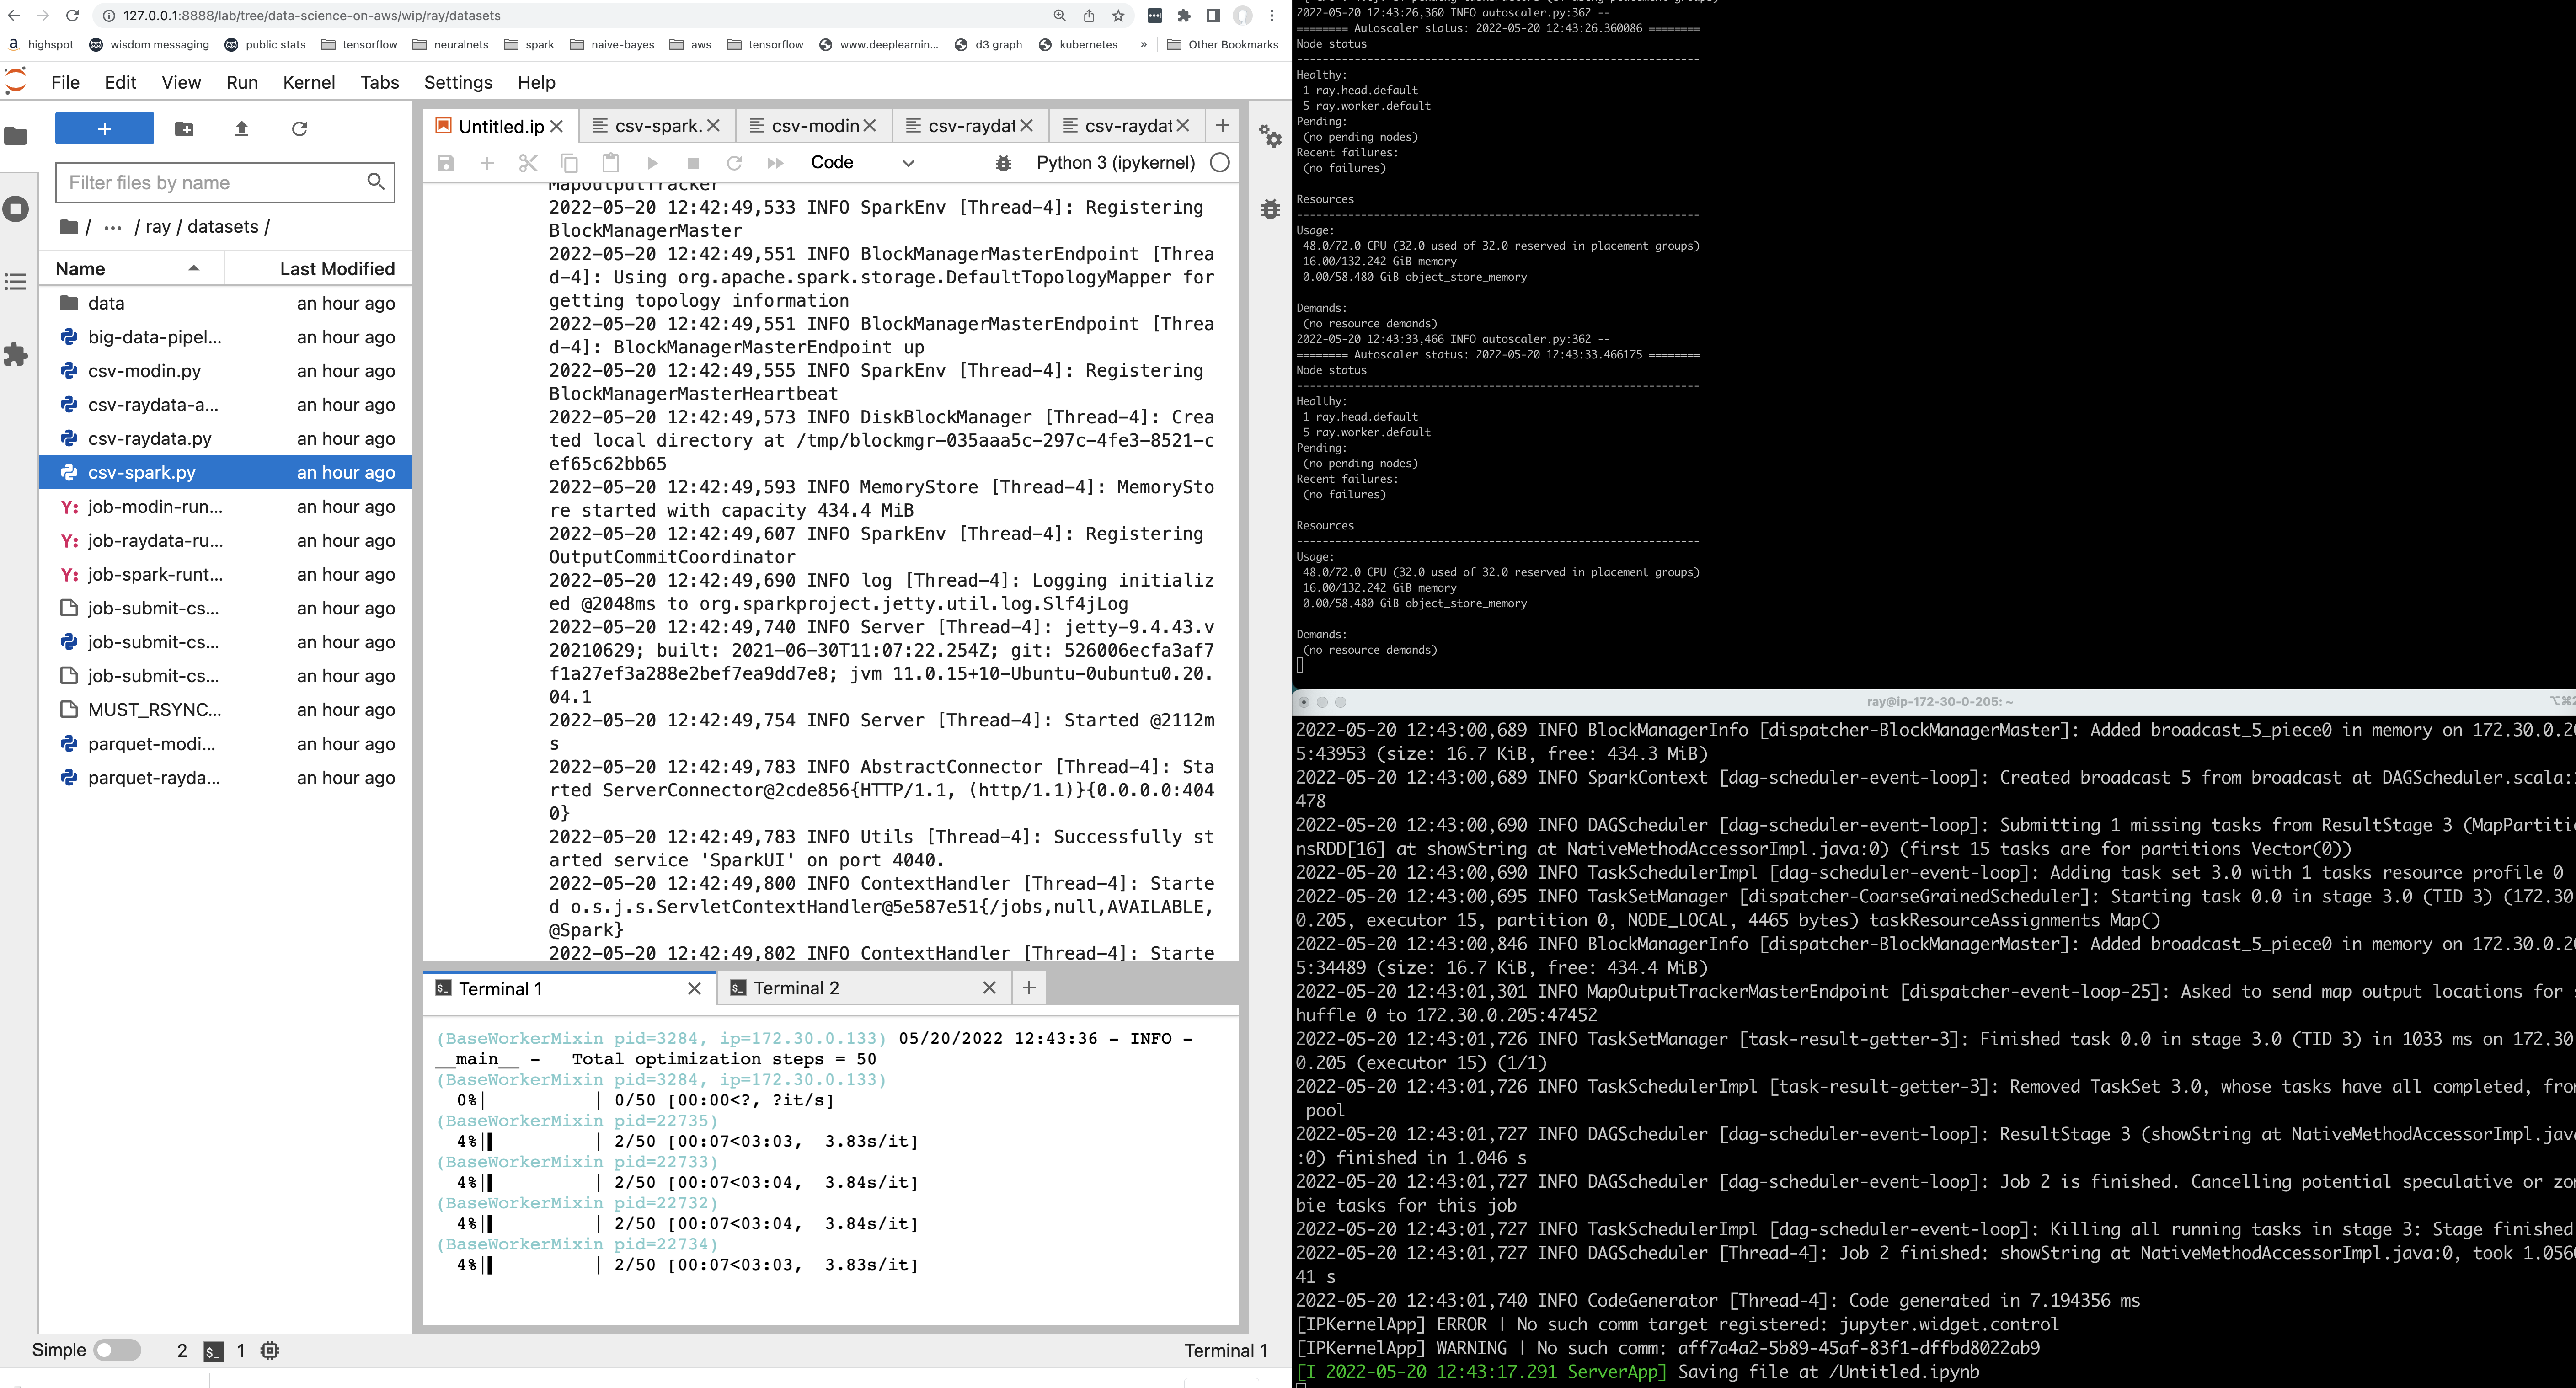 127.0.0.1:8888/lab/tree/data-science-on-aws/wip/ray/datasets
highspot wisdom messaging public stats tensorflow neuralnets spark naive-bayes aws tensorflow www.deeplearnin... d3 graph kubernetes » Other Bookmarks
File Edit View Run Kernel Tabs Settings Help
+
Filter files by name
/ ... / ray / datasets /
Name Last Modified
data an hour ago
big-data-pipel... an hour ago
csv-modin.py an hour ago
csv-raydata-a... an hour ago
csv-raydata.py an hour ago
csv-spark.py an hour ago
job-modin-run... an hour ago
job-raydata-ru... an hour ago
job-spark-runt... an hour ago
job-submit-cs... an hour ago
job-submit-cs... an hour ago
job-submit-cs... an hour ago
MUST_RSYNC... an hour ago
parquet-modi... an hour ago
parquet-rayda... an hour ago
Untitled.ip csv-spark. csv-modin csv-raydat csv-raydat
Code Python 3 (ipykernel)
MapOutputTracker
2022-05-20 12:42:49,533 INFO SparkEnv [Thread-4]: Registering
BlockManagerMaster
2022-05-20 12:42:49,551 INFO BlockManagerMasterEndpoint [Threa
d-4]: Using org.apache.spark.storage.DefaultTopologyMapper for
getting topology information
2022-05-20 12:42:49,551 INFO BlockManagerMasterEndpoint [Threa
d-4]: BlockManagerMasterEndpoint up
2022-05-20 12:42:49,555 INFO SparkEnv [Thread-4]: Registering
BlockManagerMasterHeartbeat
2022-05-20 12:42:49,573 INFO DiskBlockManager [Thread-4]: Crea
ted local directory at /tmp/blockmgr-035aaa5c-297c-4fe3-8521-c
ef65c62bb65
2022-05-20 12:42:49,593 INFO MemoryStore [Thread-4]: MemorySto
re started with capacity 434.4 MiB
2022-05-20 12:42:49,607 INFO SparkEnv [Thread-4]: Registering
OutputCommitCoordinator
2022-05-20 12:42:49,690 INFO log [Thread-4]: Logging initializ
ed @2048ms to org.sparkproject.jetty.util.log.Slf4jLog
2022-05-20 12:42:49,740 INFO Server [Thread-4]: jetty-9.4.43.v
20210629; built: 2021-06-30T11:07:22.254Z; git: 526006ecfa3af7
f1a27ef3a288e2bef7ea9dd7e8; jvm 11.0.15+10-Ubuntu-0ubuntu0.20.
04.1
2022-05-20 12:42:49,754 INFO Server [Thread-4]: Started @2112m
s
2022-05-20 12:42:49,783 INFO AbstractConnector [Thread-4]: Sta
rted ServerConnector@2cde856{HTTP/1.1, (http/1.1)}{0.0.0.0:404
0}
2022-05-20 12:42:49,783 INFO Utils [Thread-4]: Successfully st
arted service 'SparkUI' on port 4040.
2022-05-20 12:42:49,800 INFO ContextHandler [Thread-4]: Starte
d o.s.j.s.ServletContextHandler@5e587e51{/jobs,null,AVAILABLE,
@Spark}
2022-05-20 12:42:49,802 INFO ContextHandler [Thread-4]: Starte
Terminal 1 Terminal 2
(BaseWorkerMixin pid=3284, ip=172.30.0.133) 05/20/2022 12:43:36 - INFO -
__main__ - Total optimization steps = 50
(BaseWorkerMixin pid=3284, ip=172.30.0.133)
0%| | 0/50 [00:00<?, ?it/s]
(BaseWorkerMixin pid=22735)
4%| | 2/50 [00:07<03:03, 3.83s/it]
(BaseWorkerMixin pid=22733)
4%| | 2/50 [00:07<03:04, 3.84s/it]
(BaseWorkerMixin pid=22732)
4%| | 2/50 [00:07<03:04, 3.84s/it]
(BaseWorkerMixin pid=22734)
4%| | 2/50 [00:07<03:03, 3.83s/it]
Simple 2 1 Terminal 1
2022-05-20 12:43:26,360 INFO autoscaler.py:362 --
======== Autoscaler status: 2022-05-20 12:43:26.360086 ========
Node status
---------------------------------------------------------------
Healthy:
1 ray.head.default
5 ray.worker.default
Pending:
(no pending nodes)
Recent failures:
(no failures)
Resources
---------------------------------------------------------------
Usage:
48.0/72.0 CPU (32.0 used of 32.0 reserved in placement groups)
16.00/132.242 GiB memory
0.00/58.480 GiB object_store_memory
Demands:
(no resource demands)
2022-05-20 12:43:33,466 INFO autoscaler.py:362 --
======== Autoscaler status: 2022-05-20 12:43:33.466175 ========
Node status
---------------------------------------------------------------
Healthy:
1 ray.head.default
5 ray.worker.default
Pending:
(no pending nodes)
Recent failures:
(no failures)
Resources
---------------------------------------------------------------
Usage:
48.0/72.0 CPU (32.0 used of 32.0 reserved in placement groups)
16.00/132.242 GiB memory
0.00/58.480 GiB object_store_memory
Demands:
(no resource demands)
ray@ip-172-30-0-205: ~
2022-05-20 12:43:00,689 INFO BlockManagerInfo [dispatcher-BlockManagerMaster]: Added broadcast_5_piece0 in memory on 172.30.0.20
5:43953 (size: 16.7 KiB, free: 434.3 MiB)
2022-05-20 12:43:00,689 INFO SparkContext [dag-scheduler-event-loop]: Created broadcast 5 from broadcast at DAGScheduler.scala:1
478
2022-05-20 12:43:00,690 INFO DAGScheduler [dag-scheduler-event-loop]: Submitting 1 missing tasks from ResultStage 3 (MapPartitio
nsRDD[16] at showString at NativeMethodAccessorImpl.java:0) (first 15 tasks are for partitions Vector(0))
2022-05-20 12:43:00,690 INFO TaskSchedulerImpl [dag-scheduler-event-loop]: Adding task set 3.0 with 1 tasks resource profile 0
2022-05-20 12:43:00,695 INFO TaskSetManager [dispatcher-CoarseGrainedScheduler]: Starting task 0.0 in stage 3.0 (TID 3) (172.30
0.205, executor 15, partition 0, NODE_LOCAL, 4465 bytes) taskResourceAssignments Map()
2022-05-20 12:43:00,846 INFO BlockManagerInfo [dispatcher-BlockManagerMaster]: Added broadcast_5_piece0 in memory on 172.30.0.20
5:34489 (size: 16.7 KiB, free: 434.4 MiB)
2022-05-20 12:43:01,301 INFO MapOutputTrackerMasterEndpoint [dispatcher-event-loop-25]: Asked to send map output locations for s
huffle 0 to 172.30.0.205:47452
2022-05-20 12:43:01,726 INFO TaskSetManager [task-result-getter-3]: Finished task 0.0 in stage 3.0 (TID 3) in 1033 ms on 172.30
0.205 (executor 15) (1/1)
2022-05-20 12:43:01,726 INFO TaskSchedulerImpl [task-result-getter-3]: Removed TaskSet 3.0, whose tasks have all completed, from
pool
2022-05-20 12:43:01,727 INFO DAGScheduler [dag-scheduler-event-loop]: ResultStage 3 (showString at NativeMethodAccessorImpl.java
:0) finished in 1.046 s
2022-05-20 12:43:01,727 INFO DAGScheduler [dag-scheduler-event-loop]: Job 2 is finished. Cancelling potential speculative or zom
bie tasks for this job
2022-05-20 12:43:01,727 INFO TaskSchedulerImpl [dag-scheduler-event-loop]: Killing all running tasks in stage 3: Stage finished
2022-05-20 12:43:01,727 INFO DAGScheduler [Thread-4]: Job 2 finished: showString at NativeMethodAccessorImpl.java:0, took 1.0560
41 s
2022-05-20 12:43:01,740 INFO CodeGenerator [Thread-4]: Code generated in 7.194356 ms
[IPKernelApp] ERROR | No such comm target registered: jupyter.widget.control
[IPKernelApp] WARNING | No such comm: aff7a4a2-5b89-45af-83f1-dffbd8022ab9
[I 2022-05-20 12:43:17.291 ServerApp] Saving file at /Untitled.ipynb